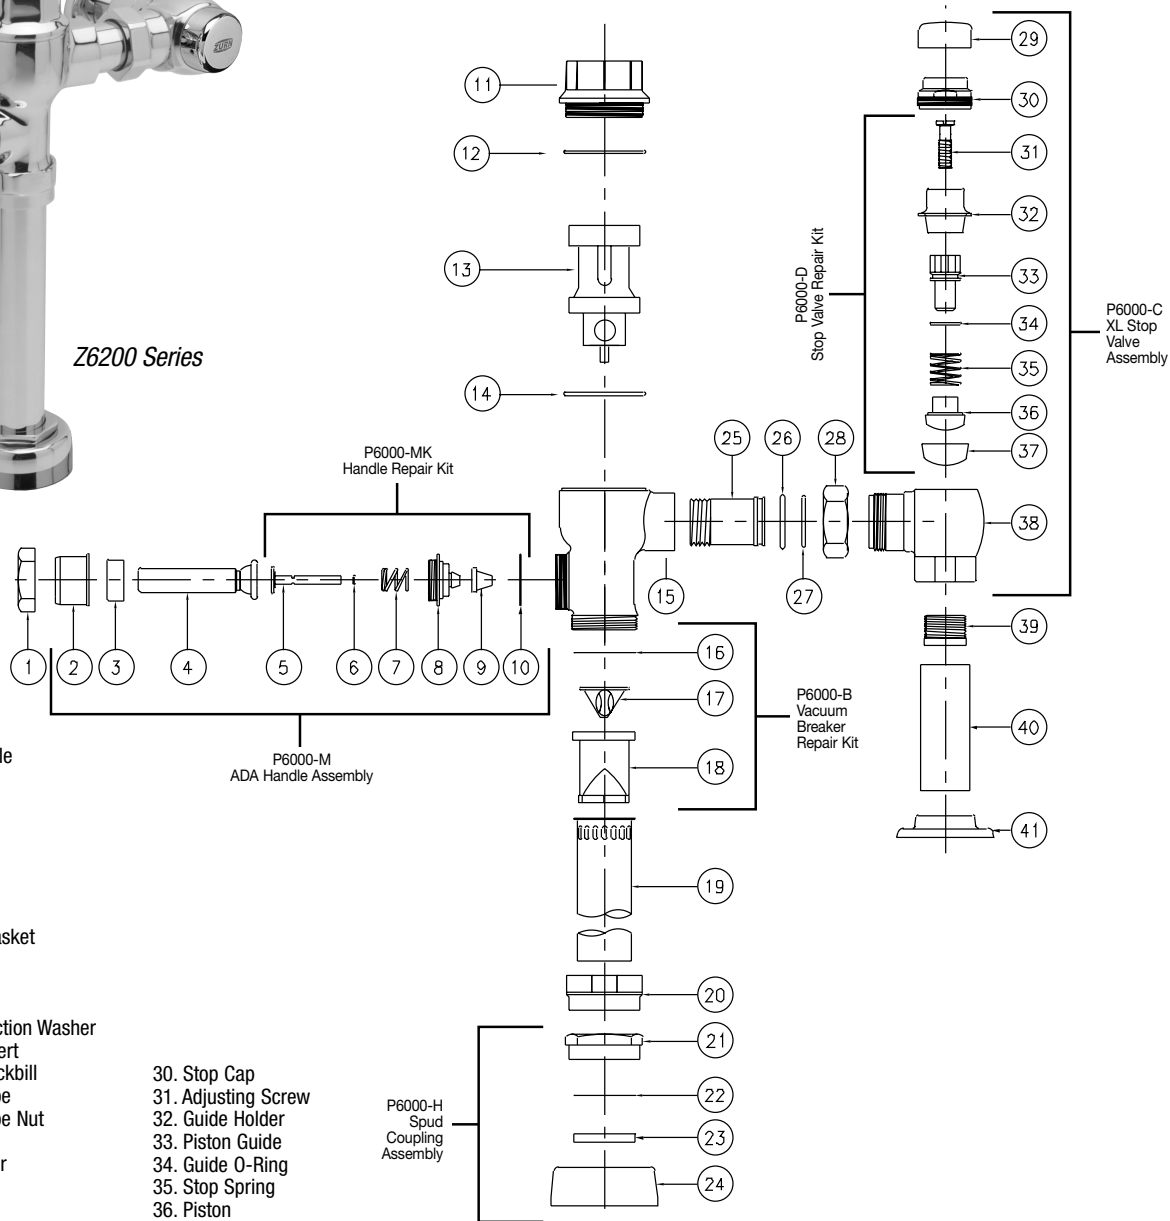 ZURN
Z6200 Series
11
12
13
14
P6000-MK
Handle Repair Kit
25
26
28
27
15
1
2
3
4
5
6
7
8
9
10
P6000-M
ADA Handle Assembly
16
17
18
P6000-B
Vacuum
Breaker
Repair Kit
19
20
21
22
23
24
P6000-H
Spud
Coupling
Assembly
29
30
31
32
33
34
35
36
37
38
39
40
41
P6000-D
Stop Valve Repair Kit
P6000-C
XL Stop
Valve
Assembly
Washer
30. Stop Cap
31. Adjusting Screw
32. Guide Holder
33. Piston Guide
34. Guide O-Ring
35. Stop Spring
36. Piston
Nut